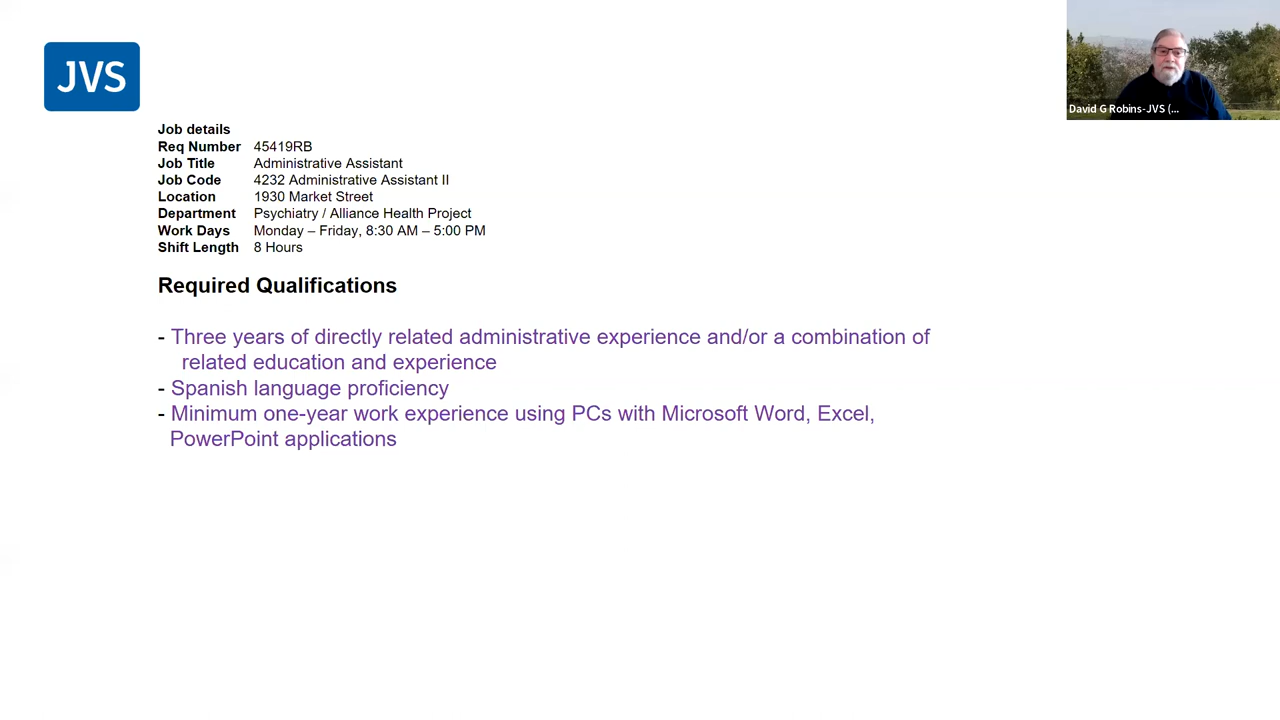 JVS
David G Robins-JVS (...
Job details
Req Number 45419RB
Job Title Administrative Assistant
Job Code 4232 Administrative Assistant II
Location 1930 Market Street
Department Psychiatry / Alliance Health Project
Work Days Monday – Friday, 8:30 AM – 5:00 PM
Shift Length 8 Hours
Required Qualifications
- Three years of directly related administrative experience and/or a combination of
related education and experience
- Spanish language proficiency
- Minimum one-year work experience using PCs with Microsoft Word, Excel,
PowerPoint applications